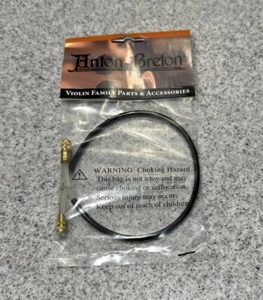 Anton Breton
VIOLIN FAMILY PARTS & ACCESSORIES
WARNING: Choking Hazard
This bag is not a toy and may
cause choking or suffocation.
Serious injury may occur.
Keep out of reach of children